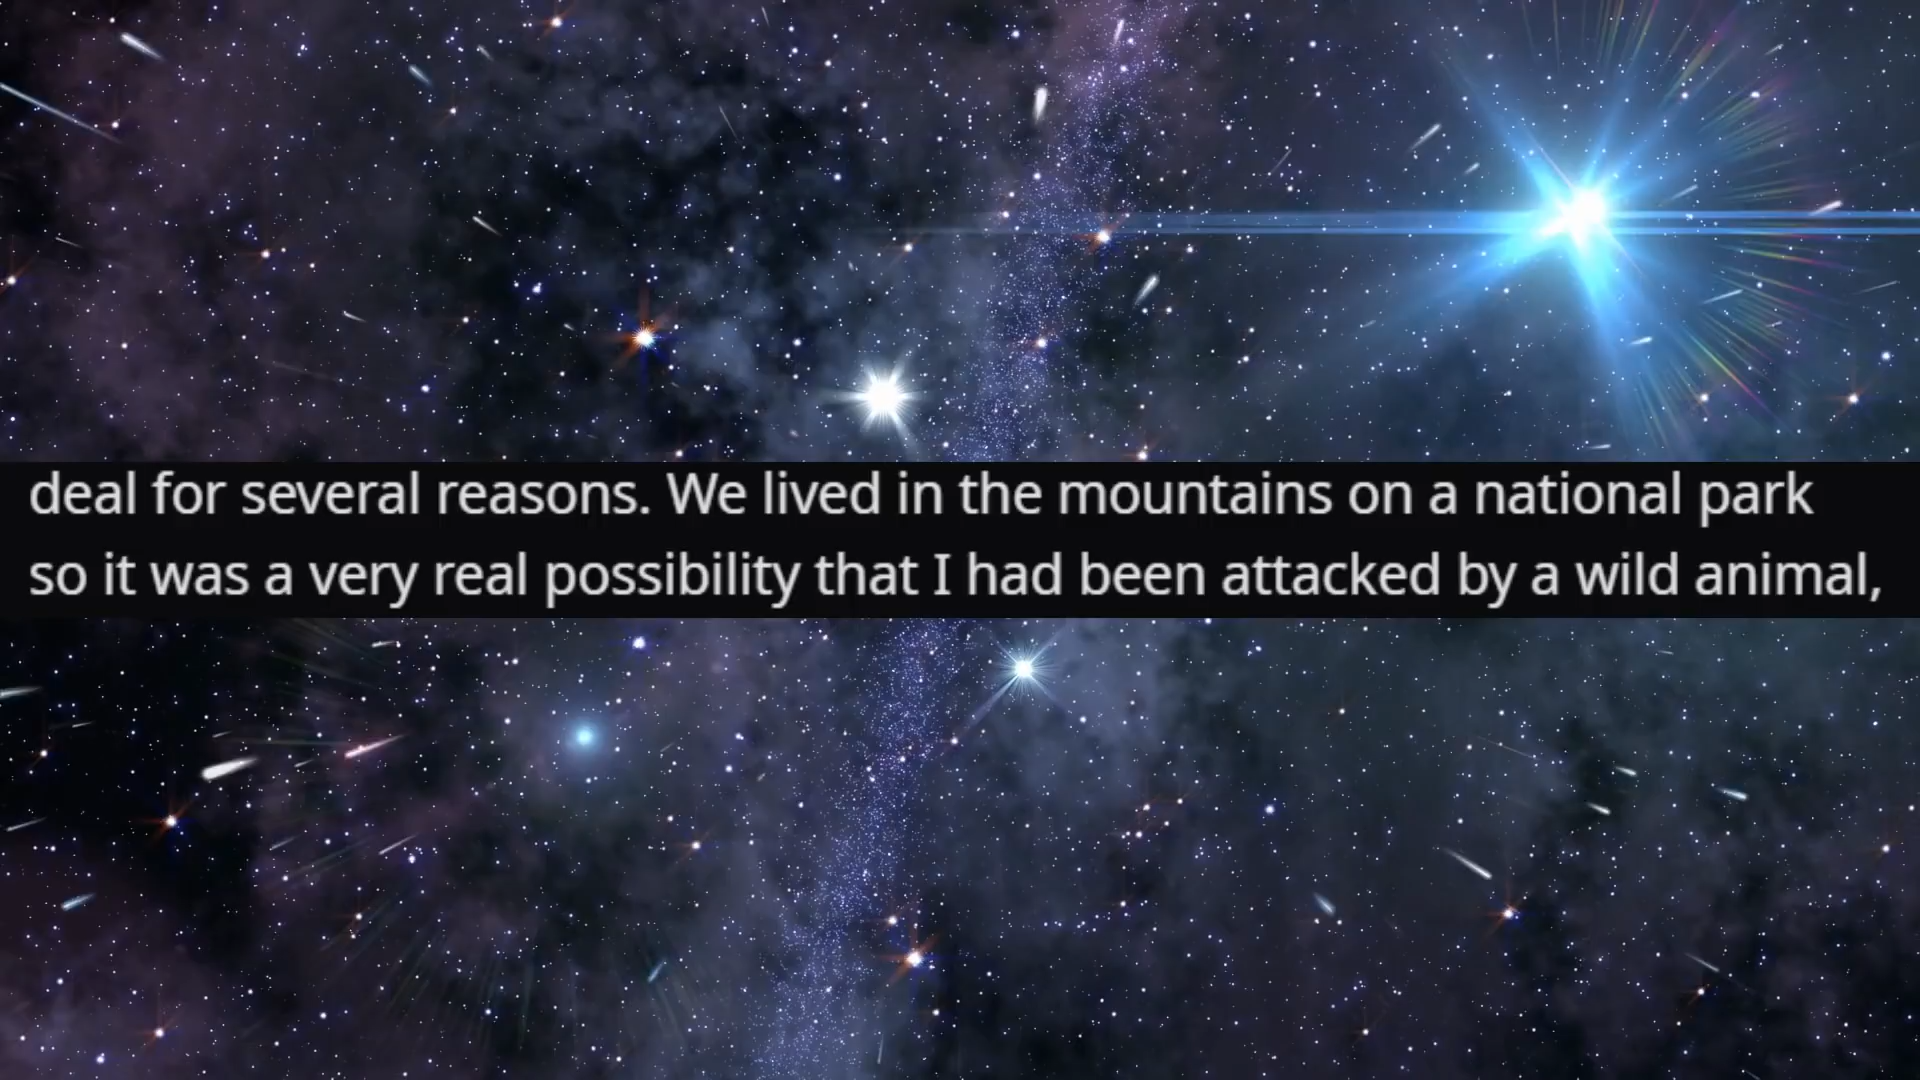 deal for several reasons. We lived in the mountains on a national park
so it was a very real possibility that I had been attacked by a wild animal,